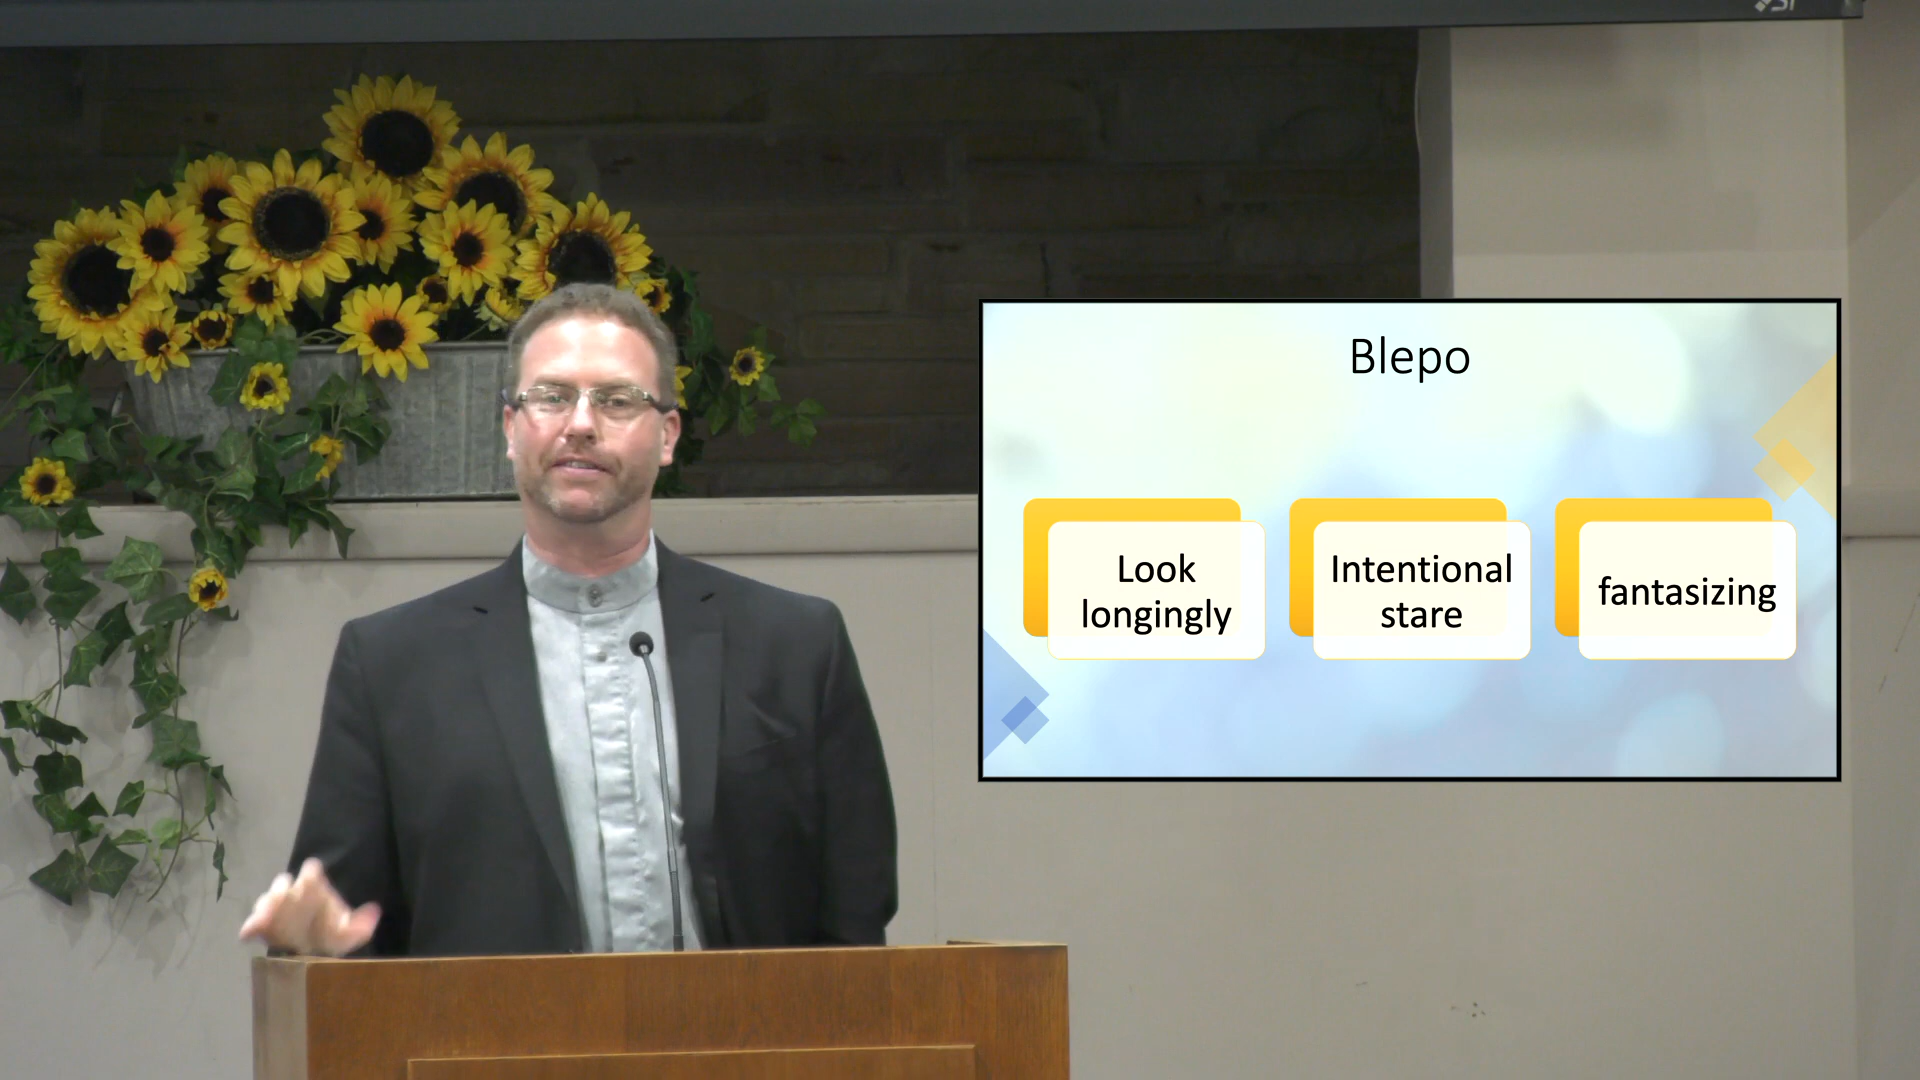 Blepo
Look
longingly
Intentional
stare
fantasizing